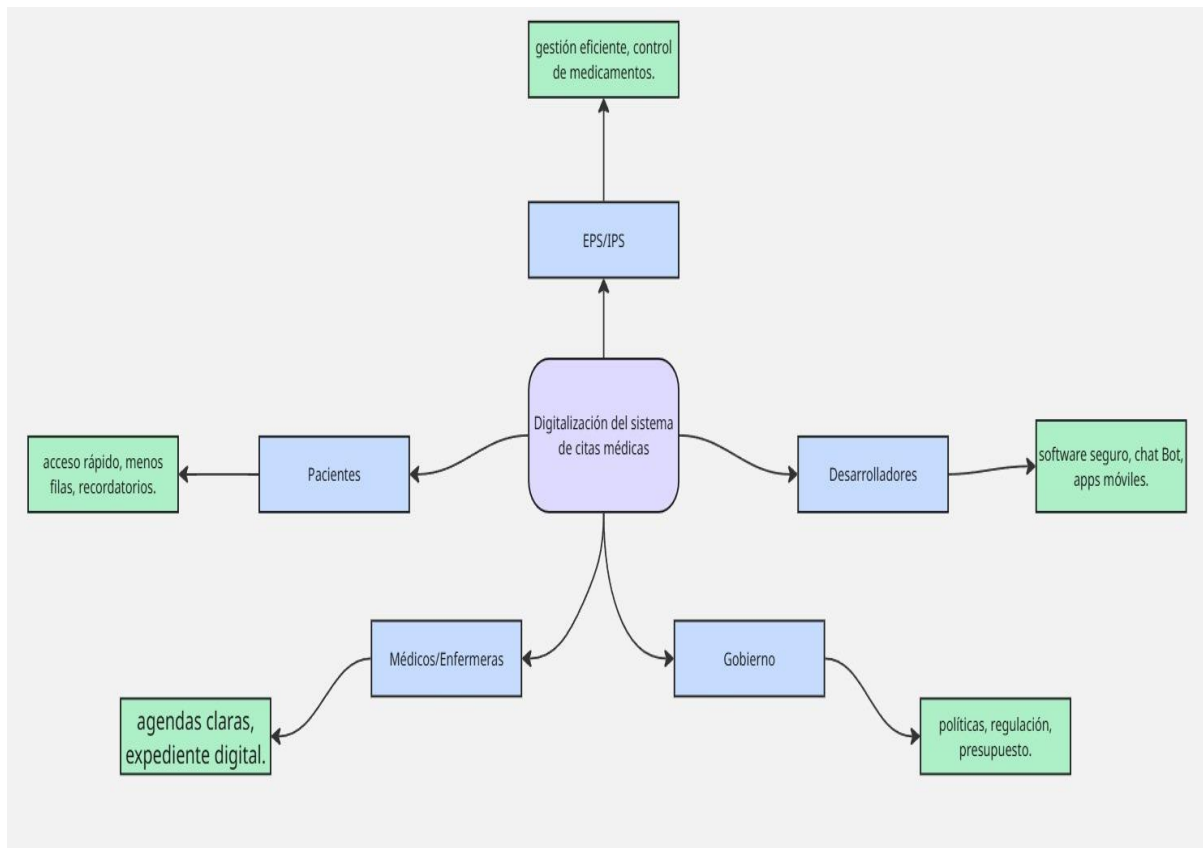 gestión eficiente, control
de medicamentos.
EPS/IPS
Digitalización del sistema
de citas médicas
acceso rápido, menos
filas, recordatorios.
Pacientes
Desarrolladores
software seguro, chat Bot,
apps móviles.
Médicos/Enfermeras
Gobierno
agendas claras,
expediente digital.
políticas, regulación,
presupuesto.